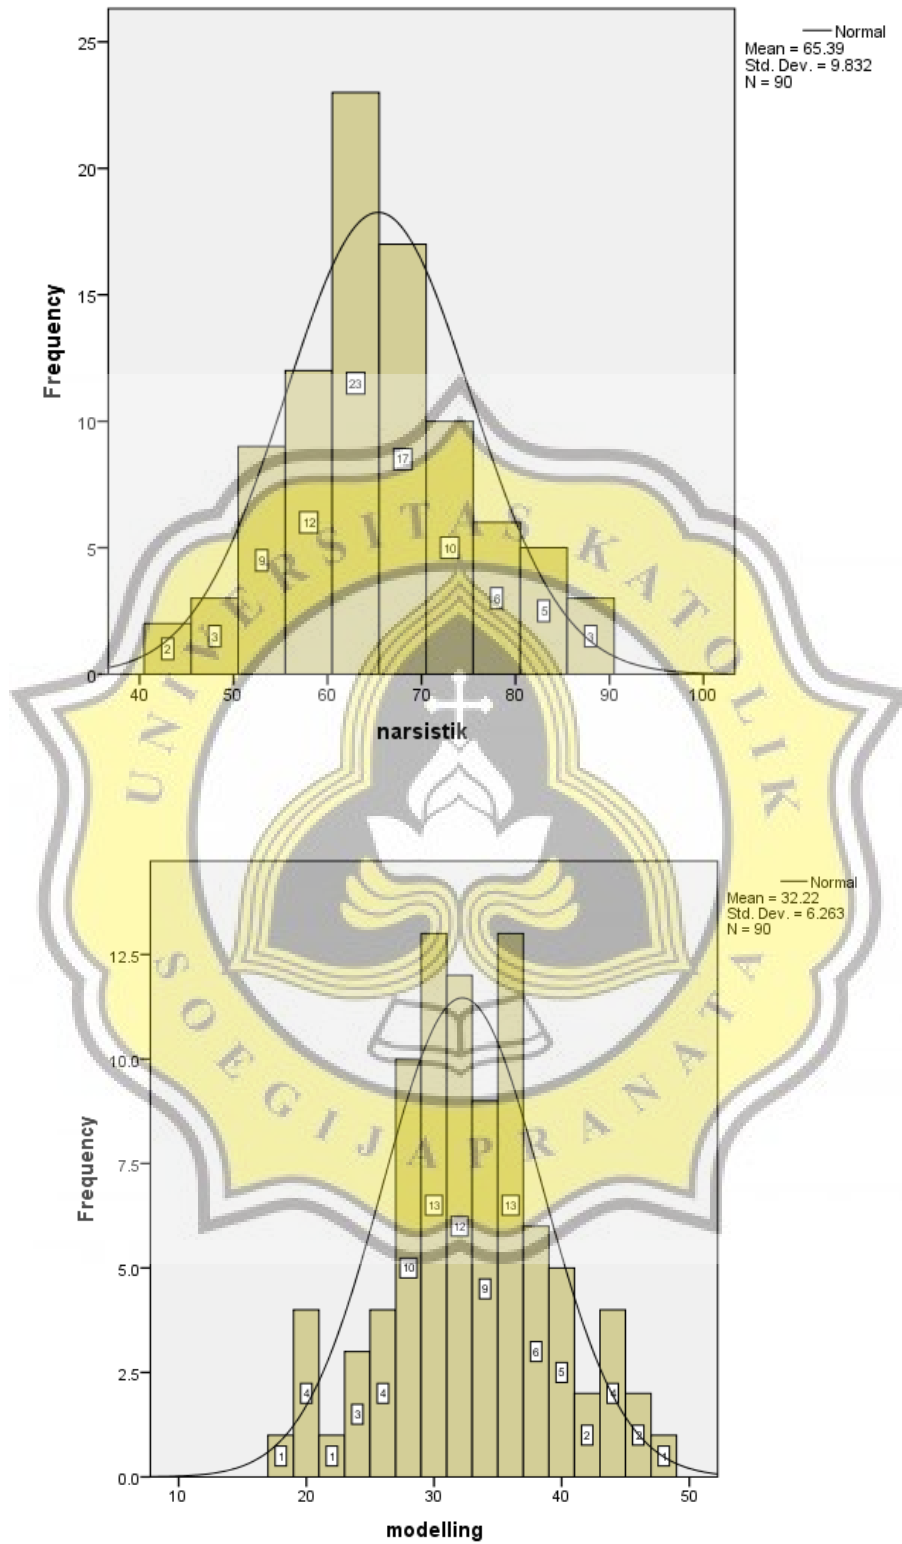 Normal
Mean = 65.39
Std. Dev. = 9.832
N = 90
25
20
15
10
5
0
Frequency
2
3
9
12
23
17
10
6
5
3
40 50 60 70 80 90 100
narsistik
UNIVERSITAS KATOLIK
SOEGIJAPRANATA
Normal
Mean = 32.22
Std. Dev. = 6.263
N = 90
12.5
10.0
7.5
5.0
2.5
0.0
Frequency
1
4
1
3
4
10
13
12
9
13
6
5
2
4
2
1
10 20 30 40 50
modelling